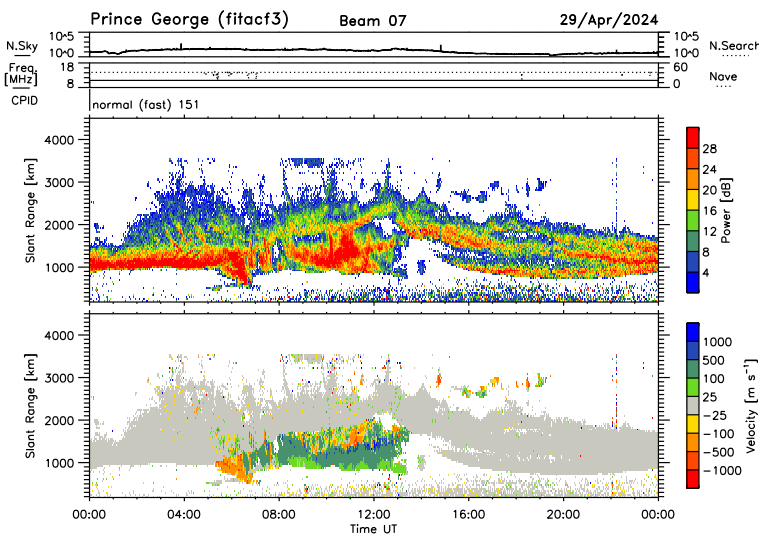 Prince George (fitacf3) Beam 07 29/Apr/2024
N.Sky 10^5 10^0 10^5 10^0 N.Search
Freq. [MHz] 18 8 60 0 Nave
CPID normal (fast) 151
Slant Range [km] 4000 3000 2000 1000
Power [dB] 28 24 20 16 12 8 4
Slant Range [km] 4000 3000 2000 1000
Velocity [m s⁻¹] 1000 500 100 25 −25 −100 −500 −1000
00:00 04:00 08:00 12:00 16:00 20:00 00:00
Time UT